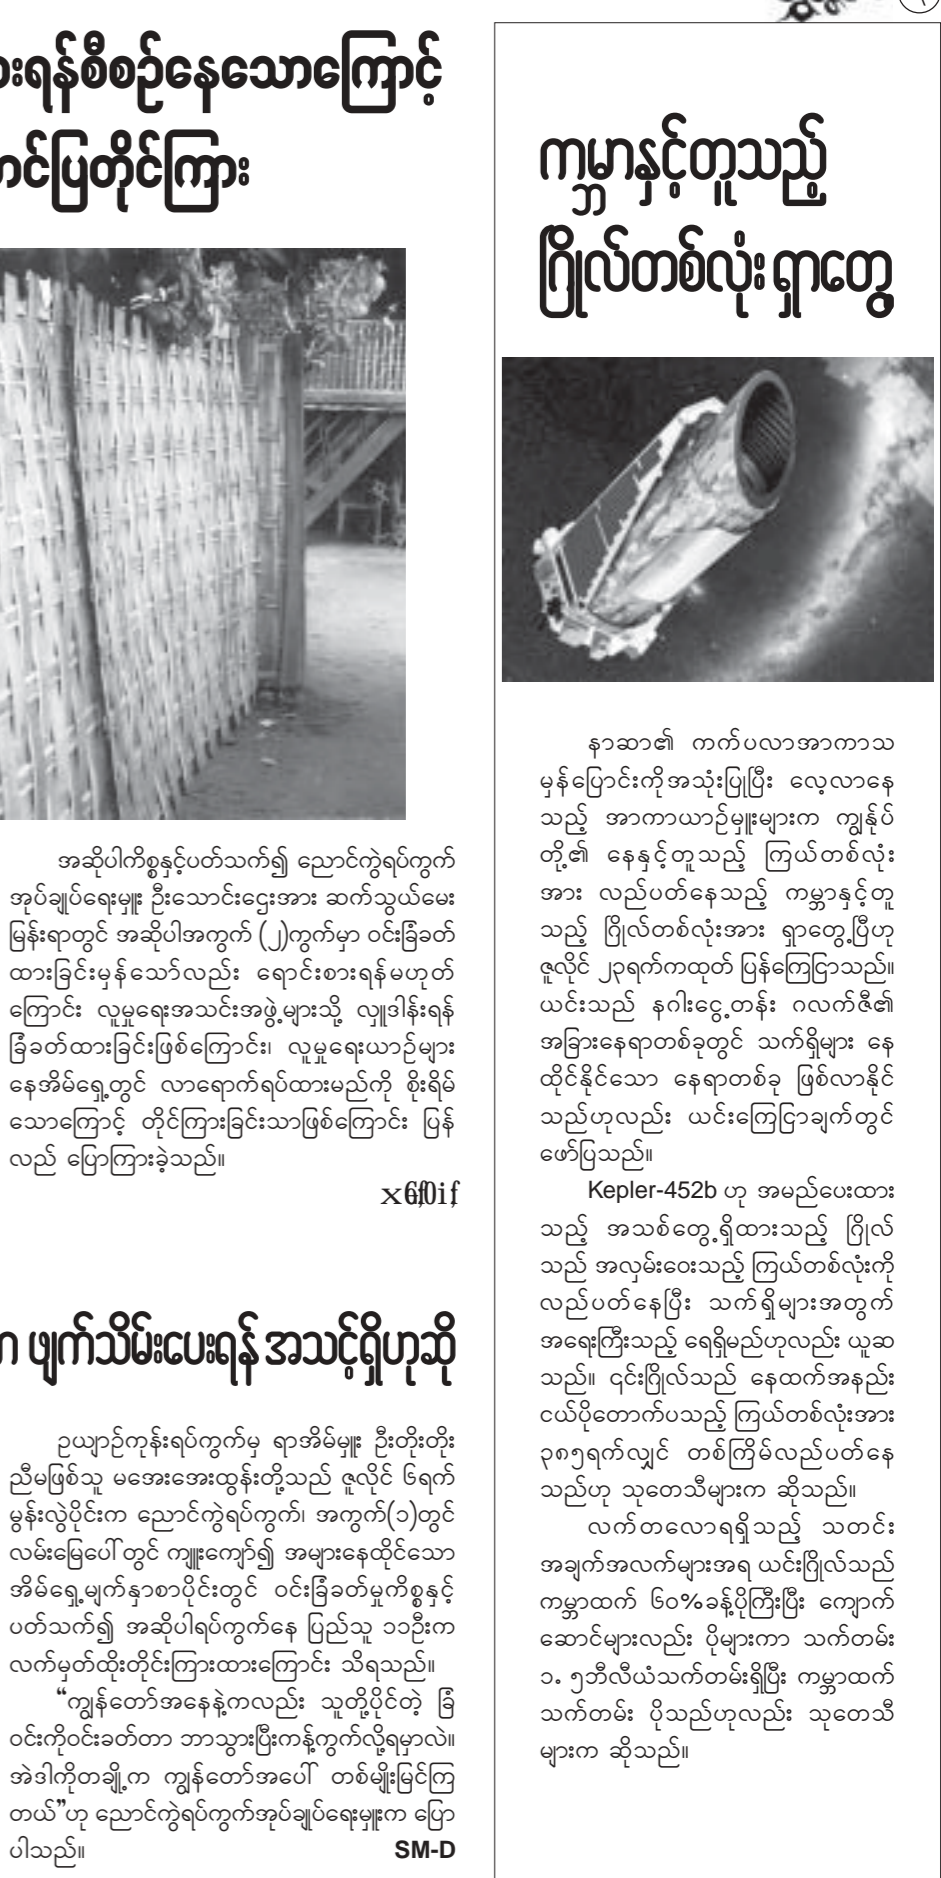 ားရန်စီစဉ်နေသောကြောင့်
ာင်ပြတိုင်ကြား
အဆိုပါကိစ္စနှင့်ပတ်သက်၍ ညောင်ကွဲရပ်ကွက်
အုပ်ချုပ်ရေးမှူး ဦးသောင်းဌေးအား ဆက်သွယ်မေး
မြန်းရာတွင် အဆိုပါအကွက် (၂)ကွက်မှာ ဝင်းခြံခတ်
ထားခြင်းမှန်သော်လည်း ရောင်းစားရန်မဟုတ်
ကြောင်း လူမှုရေးအသင်းအဖွဲ့များသို့ လှူဒါန်းရန်
ခြံခတ်ထားခြင်းဖြစ်ကြောင်း၊ လူမှုရေးယာဉ်များ
နေအိမ်ရှေ့တွင် လာရောက်ရပ်ထားမည်ကို စိုးရိမ်
သောကြောင့် တိုင်ကြားခြင်းသာဖြစ်ကြောင်း ပြန်
လည် ပြောကြားခဲ့သည်။
ာ ဖျက်သိမ်းပေးရန် အသင့်ရှိဟုဆို
ဥယျာဉ်ကုန်းရပ်ကွက်မှ ရာအိမ်မှူး ဦးတိုးတိုး
ညီမဖြစ်သူ မအေးအေးထွန်းတို့သည် ဇူလိုင် ၆ရက်
မွန်းလွဲပိုင်းက ညောင်ကွဲရပ်ကွက်၊ အကွက်(၁)တွင်
လမ်းမြေပေါ်တွင် ကျူးကျော်၍ အများနေထိုင်သော
အိမ်ရှေ့မျက်နှာစာပိုင်းတွင် ဝင်းခြံခတ်မှုကိစ္စနှင့်
ပတ်သက်၍ အဆိုပါရပ်ကွက်နေ ပြည်သူ ၁၁ဦးက
လက်မှတ်ထိုးတိုင်းကြားထားကြောင်း သိရသည်။
“ကျွန်တော်အနေနဲ့ကလည်း သူတို့ပိုင်တဲ့ ခြံ
ဝင်းကိုဝင်းခတ်တာ ဘာသွားပြီးကန့်ကွက်လို့ရမှာလဲ။
အဲဒါကိုတချို့က ကျွန်တော်အပေါ် တစ်မျိုးမြင်ကြ
တယ်”ဟု ညောင်ကွဲရပ်ကွက်အုပ်ချုပ်ရေးမှူးက ပြော
ပါသည်။ SM-D
ကမ္ဘာနှင့်တူသည့်
ဂြိုလ်တစ်လုံး ရှာတွေ့
နာဆာ၏ ကက်ပလာအာကာသ
မှန်ပြောင်းကိုအသုံးပြုပြီး လေ့လာနေ
သည့် အာကာယာဉ်မှူးများက ကျွန်ုပ်
တို့၏ နေနှင့်တူသည့် ကြယ်တစ်လုံး
အား လည်ပတ်နေသည့် ကမ္ဘာနှင့်တူ
သည့် ဂြိုလ်တစ်လုံးအား ရှာတွေ့ပြီဟု
ဇူလိုင် ၂၃ရက်ကထုတ် ပြန်ကြေငြာသည်။
ယင်းသည် နဂါးငွေ့တန်း ဂလက်ဇီ၏
အခြားနေရာတစ်ခုတွင် သက်ရှိများ နေ
ထိုင်နိုင်သော နေရာတစ်ခု ဖြစ်လာနိုင်
သည်ဟုလည်း ယင်းကြေငြာချက်တွင်
ဖော်ပြသည်။
Kepler-452b ဟု အမည်ပေးထား
သည့် အသစ်တွေ့ရှိထားသည့် ဂြိုလ်
သည် အလှမ်းဝေးသည့် ကြယ်တစ်လုံးကို
လည်ပတ်နေပြီး သက်ရှိများအတွက်
အရေးကြီးသည့် ရေရှိမည်ဟုလည်း ယူဆ
သည်။ ၎င်းဂြိုလ်သည် နေထက်အနည်း
ငယ်ပိုတောက်ပသည့် ကြယ်တစ်လုံးအား
၃၈၅ရက်လျှင် တစ်ကြိမ်လည်ပတ်နေ
သည်ဟု သုတေသီများက ဆိုသည်။
လက်တလောရရှိသည့် သတင်း
အချက်အလက်များအရ ယင်းဂြိုလ်သည်
ကမ္ဘာထက် ၆၀%ခန့်ပိုကြီးပြီး ကျောက်
ဆောင်များလည်း ပိုများကာ သက်တမ်း
၁. ၅ဘီလီယံသက်တမ်းရှိပြီး ကမ္ဘာထက်
သက်တမ်း ပိုသည်ဟုလည်း သုတေသီ
များက ဆိုသည်။